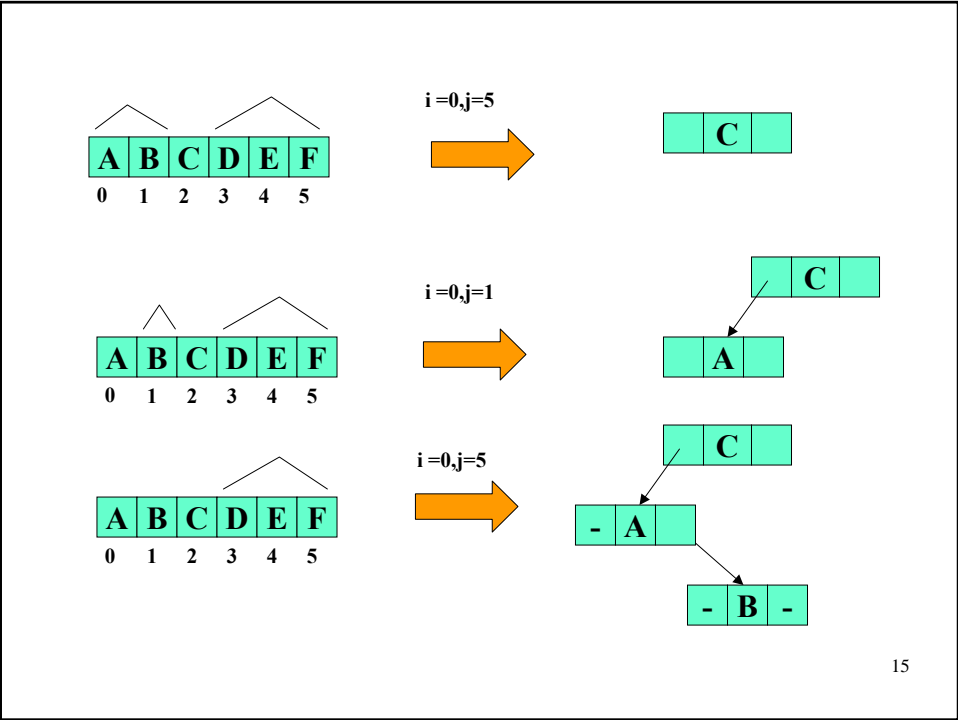 i =0,j=5
A B C D E F
0 1 2 3 4 5
C
i =0,j=1
A B C D E F
0 1 2 3 4 5
C
A
i =0,j=5
A B C D E F
0 1 2 3 4 5
C
- A
- B -
15